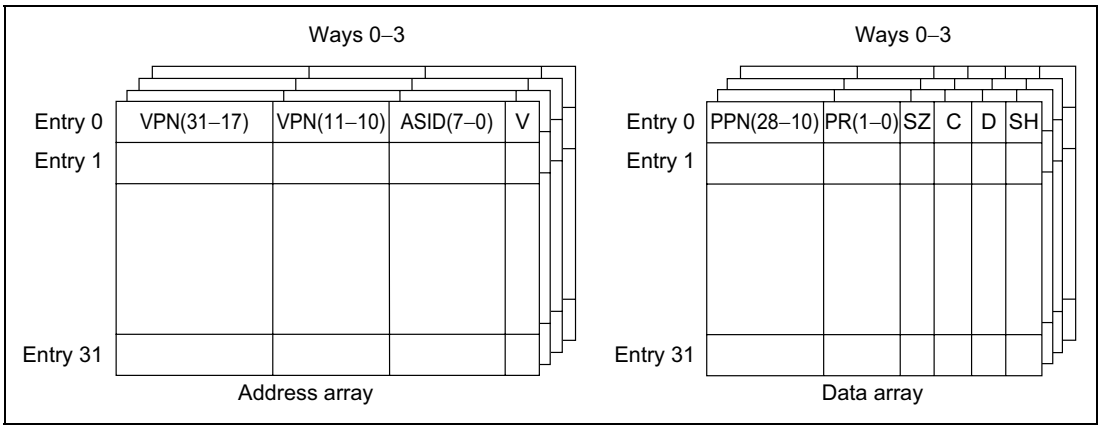 Ways 0–3
Entry 0 VPN(31–17) VPN(11–10) ASID(7–0) V
Entry 1
Entry 31
Address array
Ways 0–3
Entry 0 PPN(28–10) PR(1–0) SZ C D SH
Entry 1
Entry 31
Data array